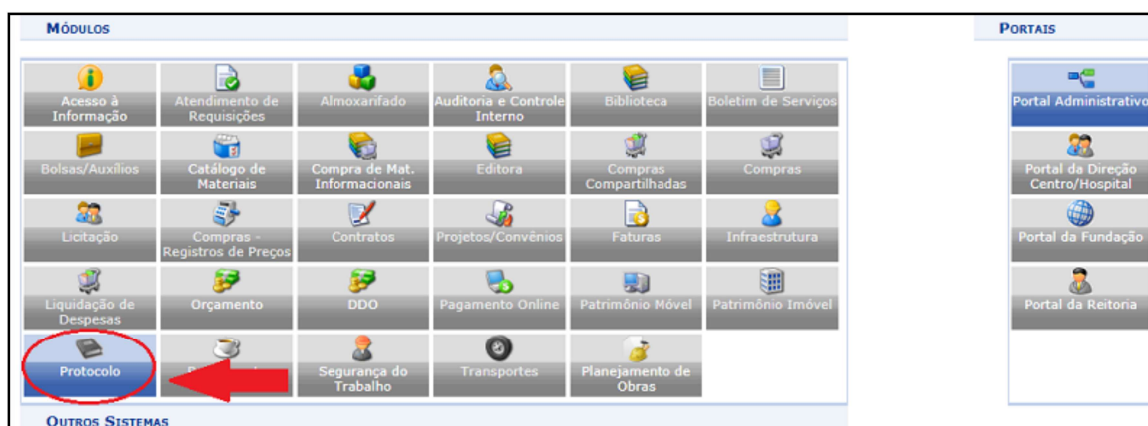 MÓDULOS
PORTAIS
Acesso à
Informação
Atendimento de
Requisições
Almoxarifado
Auditoria e Controle
Interno
Biblioteca
Boletim de Serviços
Portal Administrativo
Bolsas/Auxílios
Catálogo de
Materiais
Compra de Mat.
Informacionais
Editora
Compras
Compartilhadas
Compras
Portal da Direção
Centro/Hospital
Licitação
Compras -
Registros de Preços
Contratos
Projetos/Convênios
Faturas
Infraestrutura
Portal da Fundação
Liquidação de
Despesas
Orçamento
DDO
Pagamento Online
Patrimônio Móvel
Patrimônio Imóvel
Portal da Reitoria
Protocolo
Segurança do
Trabalho
Transportes
Planejamento de
Obras
OUTROS SISTEMAS